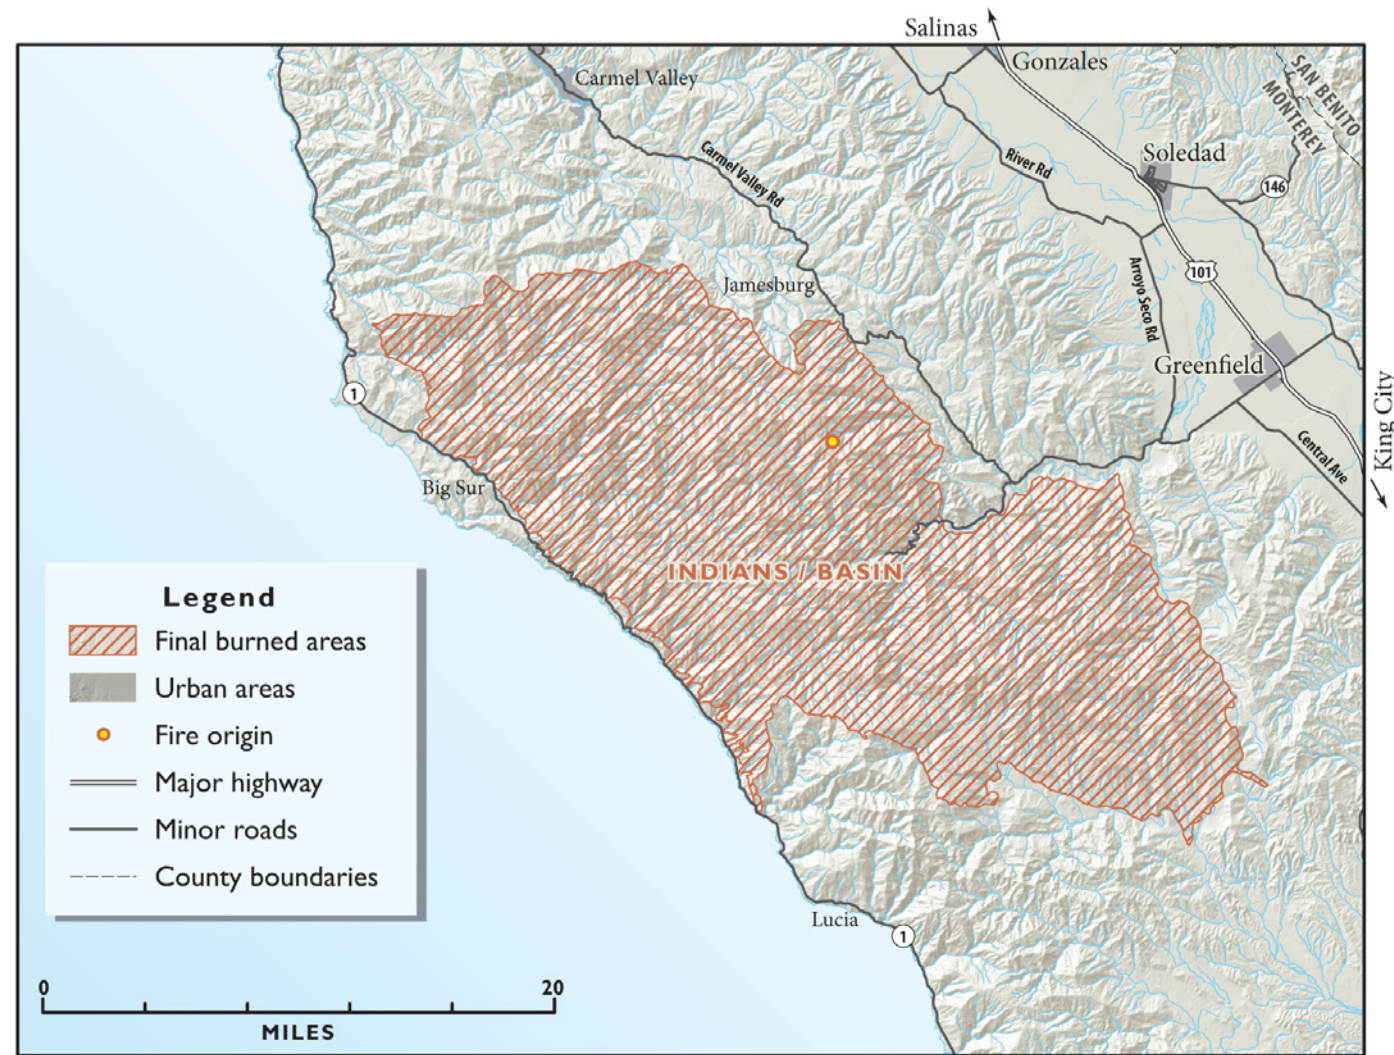 Salinas
Gonzales
Carmel Valley
SAN BENITO
MONTEREY
Soledad
River Rd
Carmel Valley Rd
146
101
Jamesburg
Arroyo Seco Rd
Greenfield
1
King City
Central Ave
Big Sur
INDIANS / BASIN
Legend
Final burned areas
Urban areas
Fire origin
Major highway
Minor roads
County boundaries
Lucia
1
0 20
MILES